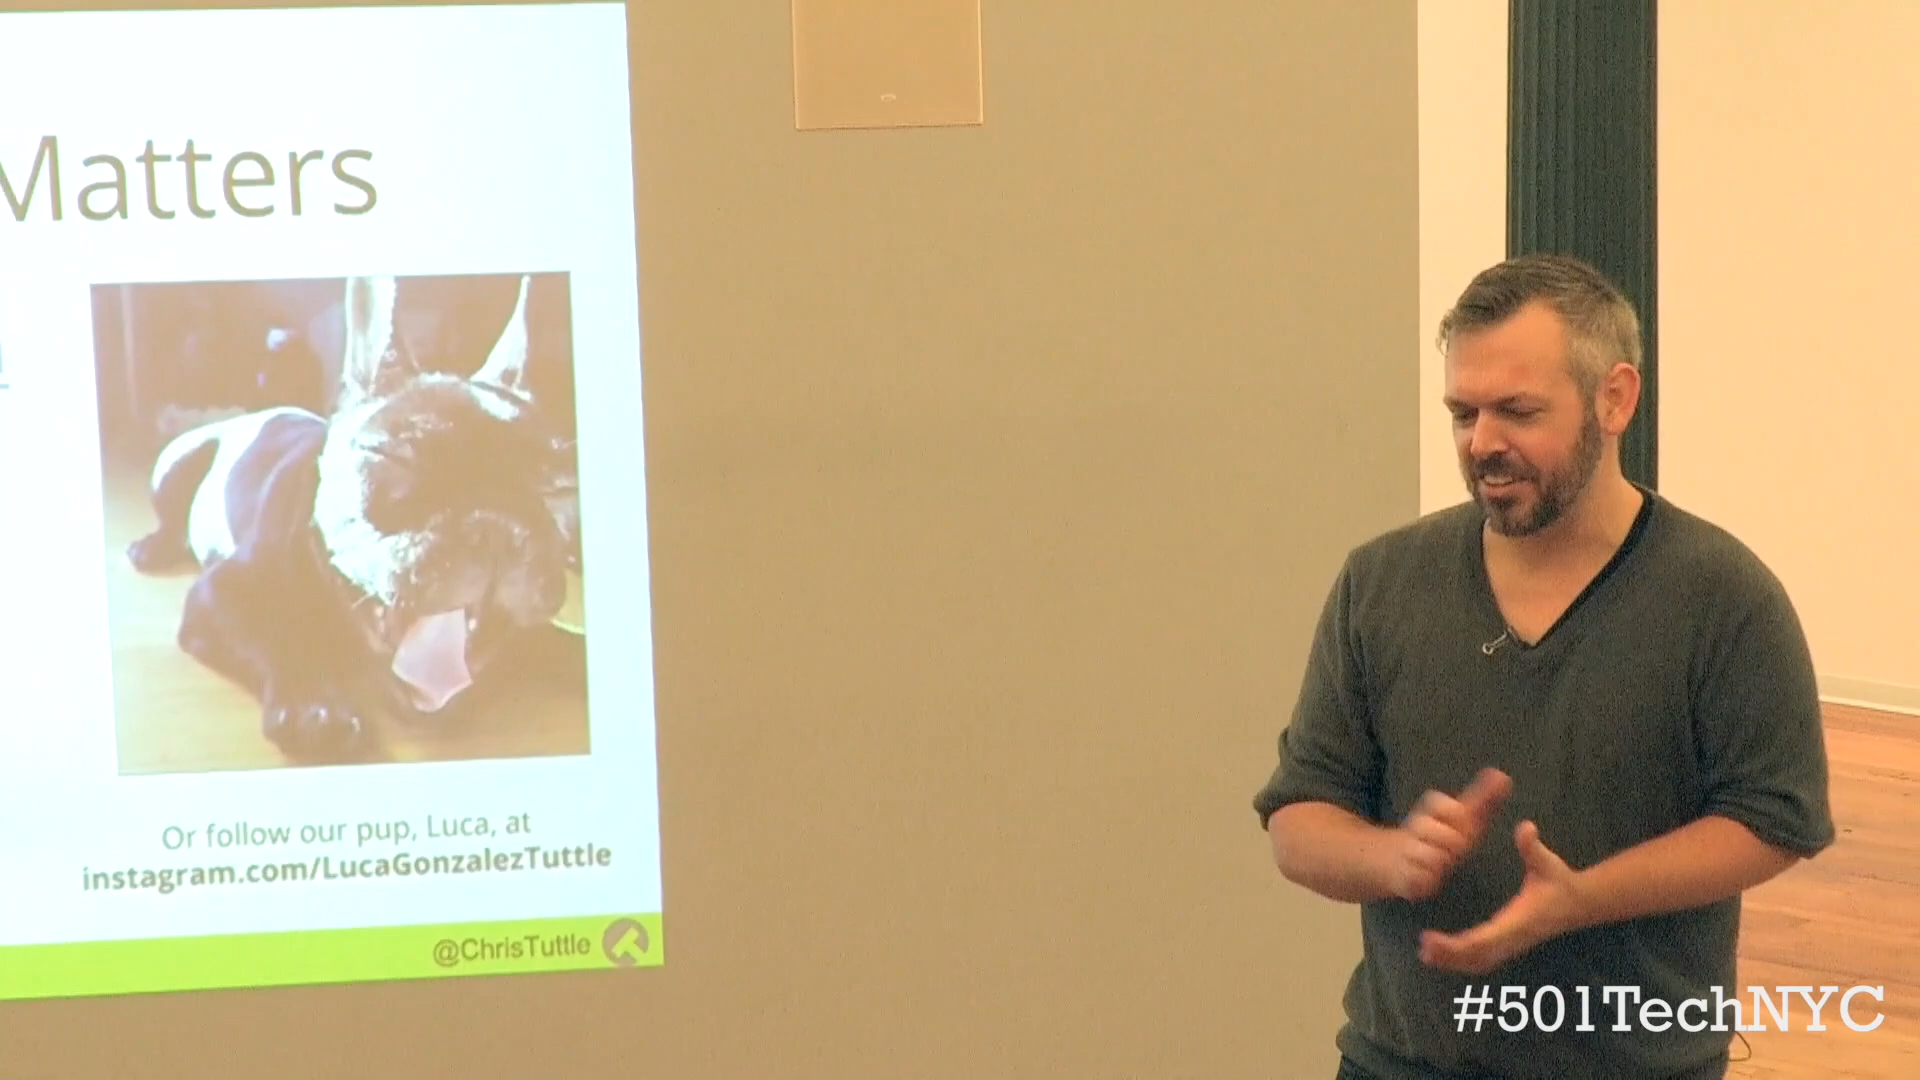 Matters
Or follow our pup, Luca, at
instagram.com/LucaGonzalezTuttle
@ChrisTuttle
#501TechNYC